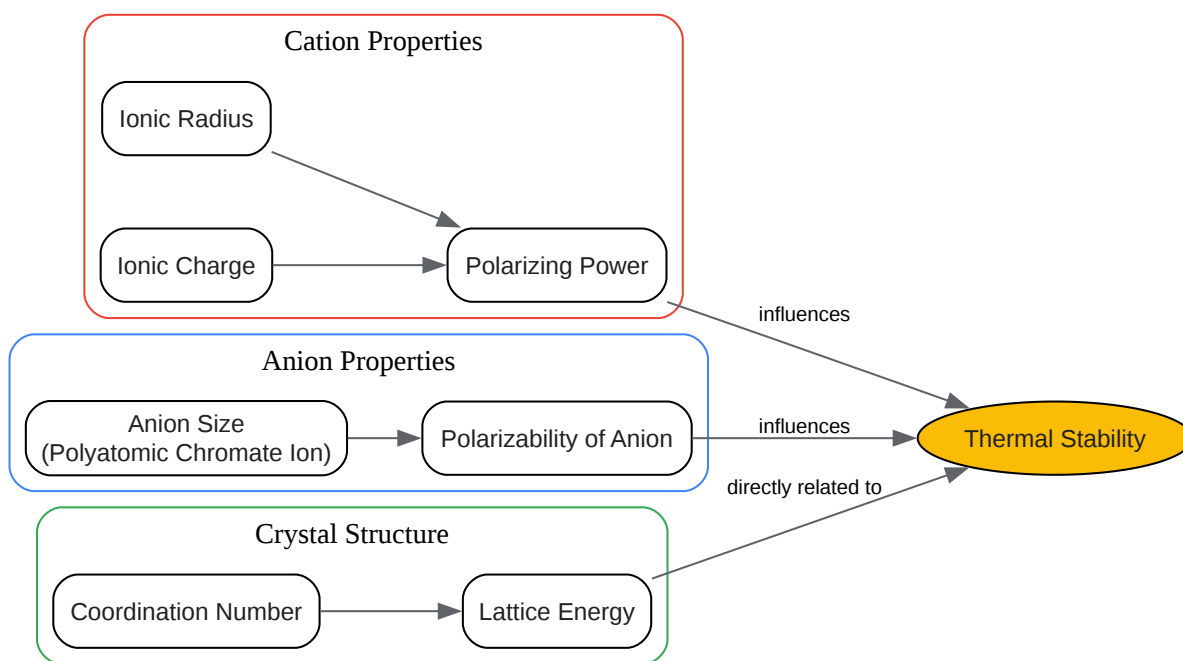 Cation Properties
Ionic Radius
Ionic Charge
Polarizing Power
influences
Anion Properties
Anion Size
(Polyatomic Chromate Ion)
Polarizability of Anion
influences
Thermal Stability
directly related to
Crystal Structure
Coordination Number
Lattice Energy